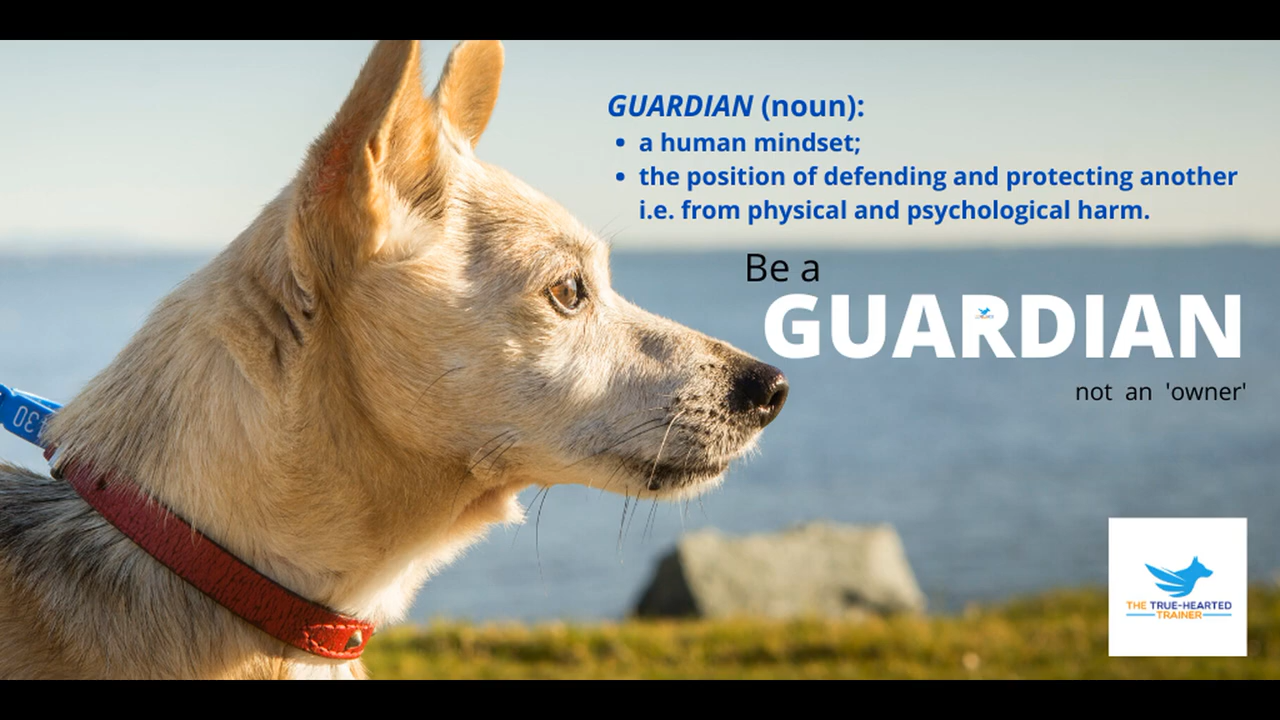 GUARDIAN (noun):
• a human mindset;
• the position of defending and protecting another
i.e. from physical and psychological harm.
Be a
GUARDIAN
not an 'owner'
THE TRUE-HEARTED
TRAINER